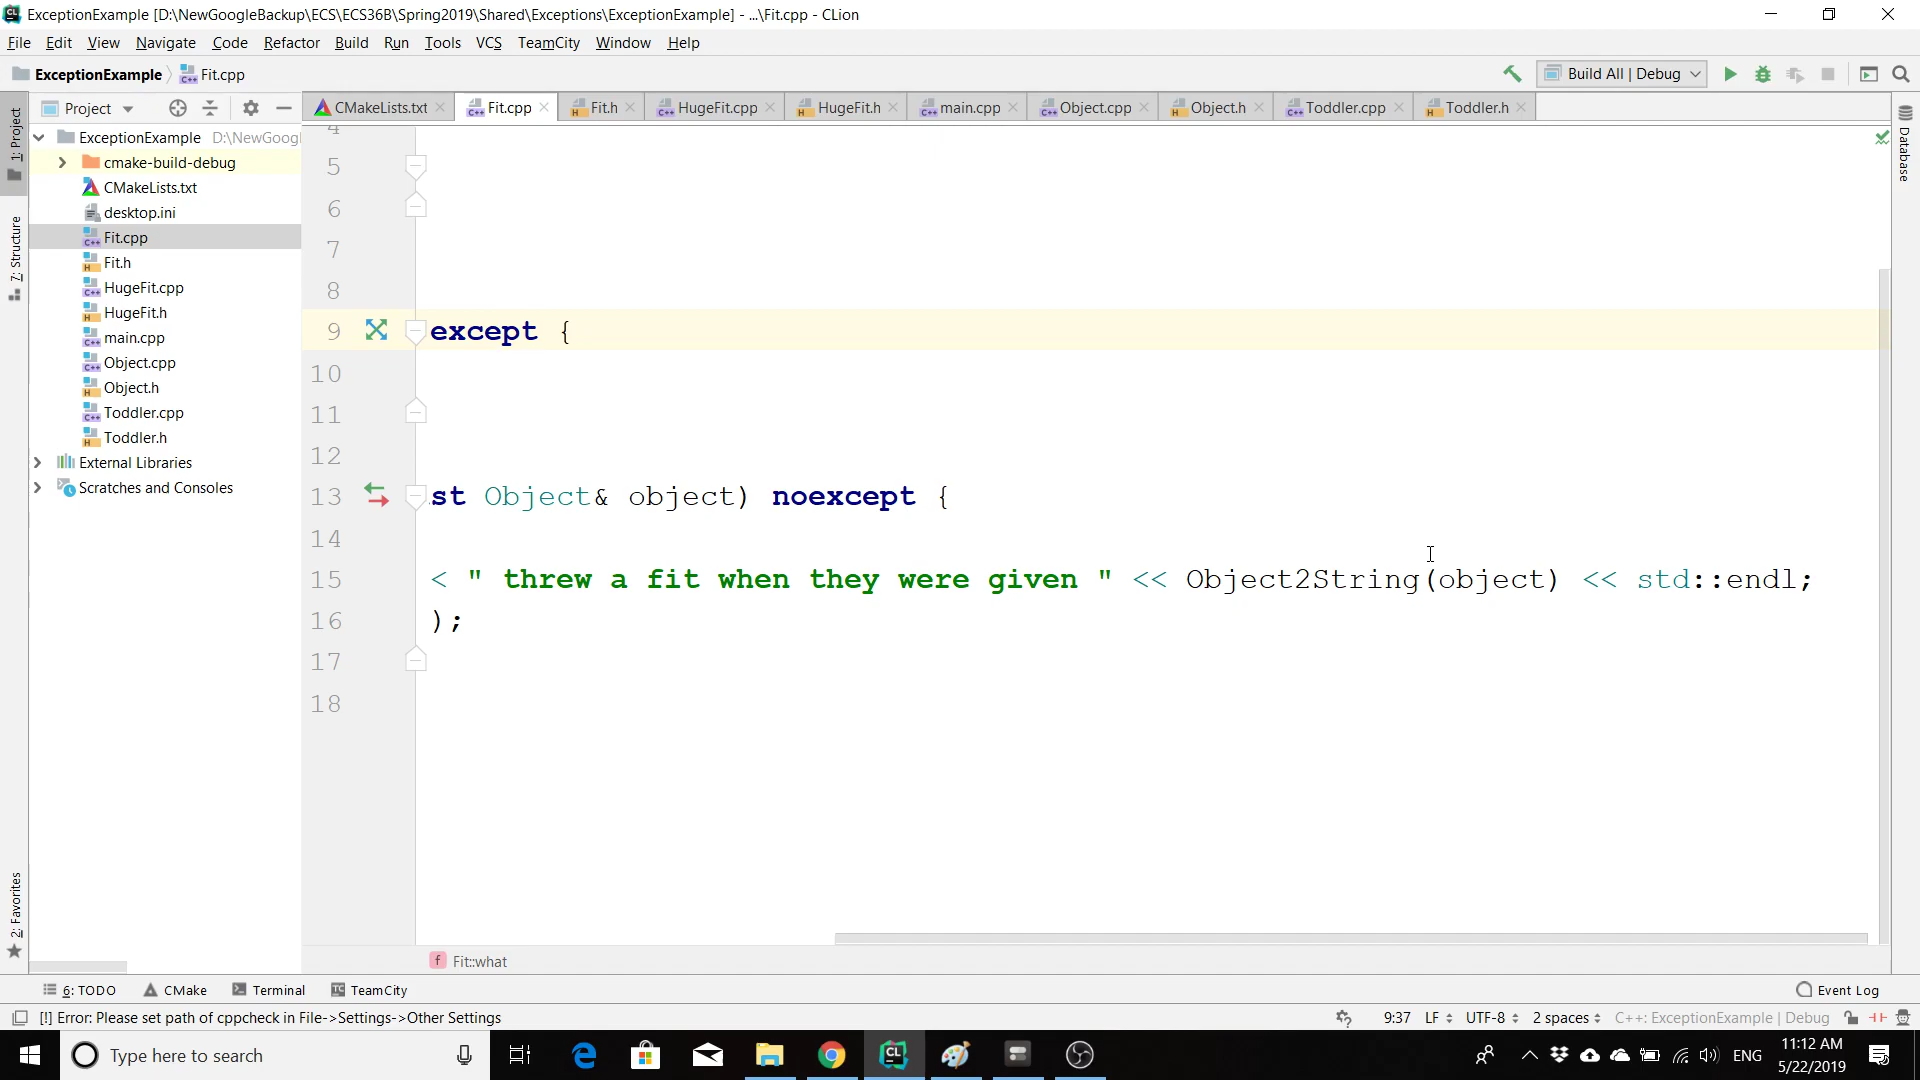 ExceptionExample [D:\NewGoogleBackup\ECS\ECS36B\Spring2019\Shared\Exceptions\ExceptionExample] - ...\Fit.cpp - CLion
File Edit View Navigate Code Refactor Build Run Tools VCS TeamCity Window Help
ExceptionExample Fit.cpp Build All | Debug
Project CMakeLists.txt Fit.cpp Fit.h HugeFit.cpp HugeFit.h main.cpp Object.cpp Object.h Toddler.cpp Toddler.h
1: Project
7: Structure
2: Favorites
Database
ExceptionExample D:\NewGoog
cmake-build-debug
CMakeLists.txt
desktop.ini
Fit.cpp
Fit.h
HugeFit.cpp
HugeFit.h
main.cpp
Object.cpp
Object.h
Toddler.cpp
Toddler.h
External Libraries
Scratches and Consoles
4
5
6
7
8
9 except {
10
11
12
13 st Object& object) noexcept {
14
15 < " threw a fit when they were given " << Object2String(object) << std::endl;
16 );
17
18
f Fit::what
6: TODO CMake Terminal TeamCity Event Log
[!] Error: Please set path of cppcheck in File->Settings->Other Settings 9:37 LF UTF-8 2 spaces C++: ExceptionExample | Debug
Type here to search ENG 11:12 AM
5/22/2019